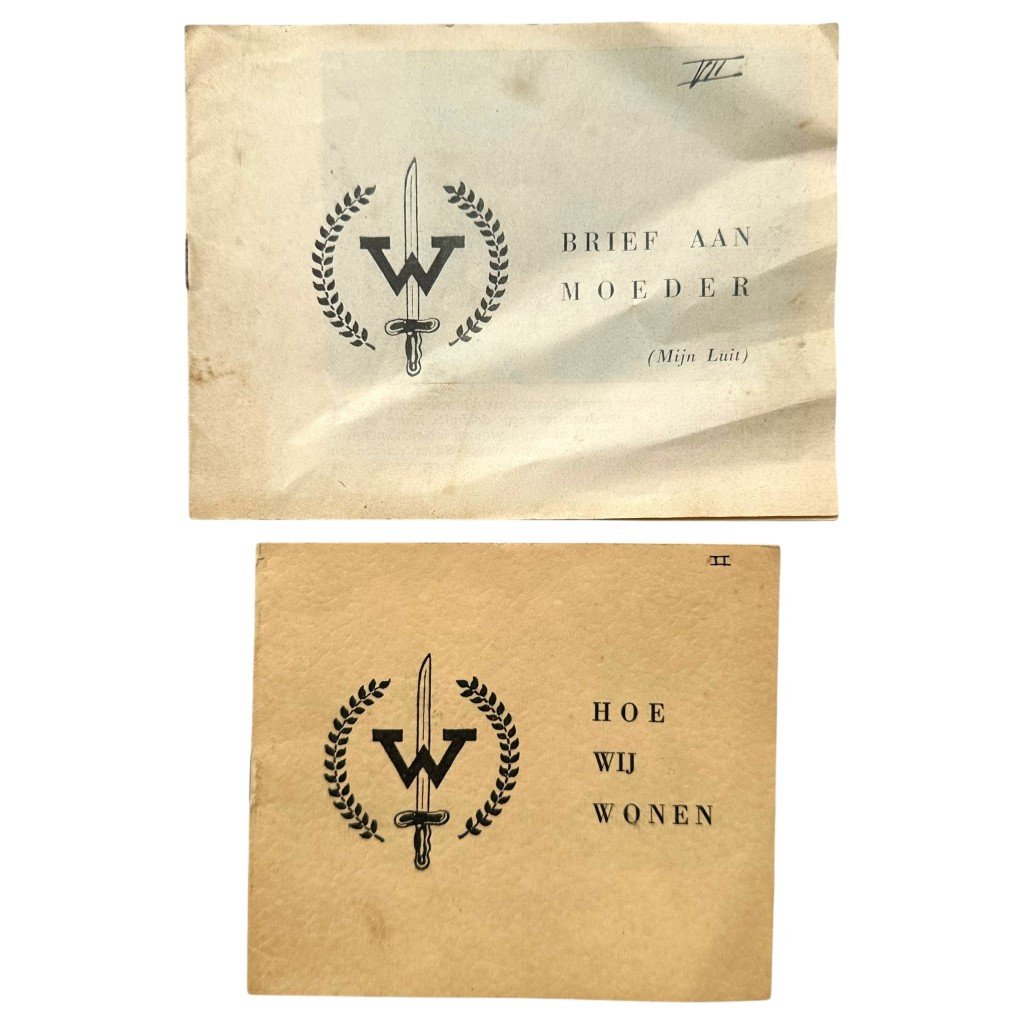 VII
W
BRIEF AAN
MOEDER
(Mijn Luit)
II
W
HOE
WIJ
WONEN